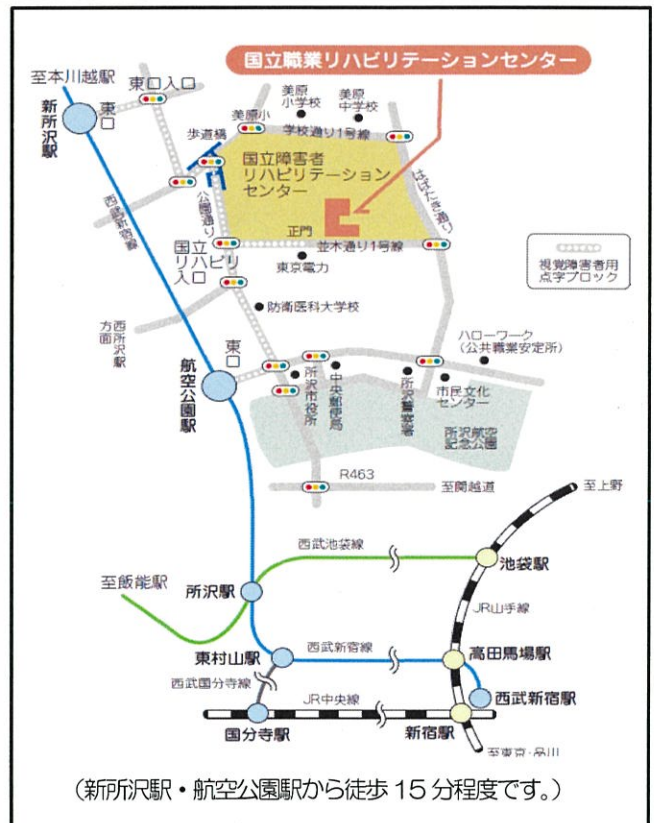 国立職業リハビリテーションセンター
至本川越駅
東口入口
新所沢駅
東口
美原小
美原
小学校
美原
中学校
学校通り1号線
歩道橋
国立障害者
リハビリテーション
センター
はばたき通り
公園通り
西武新宿線
正門
並木通り1号線
国立
リハビリ
入口
東京電力
視覚障害者用
点字ブロック
防衛医科大学校
西所沢駅
方面
東口
航空公園駅
ハローワーク
(公共職業安定所)
所沢市役所
中央郵便局
所沢警察署
市民文化
センター
所沢航空
記念公園
R463
至関越道
至上野
西武池袋線
池袋駅
至飯能駅
所沢駅
JR山手線
東村山駅
西武新宿線
高田馬場駅
西武国分寺線
西武新宿駅
JR中央線
国分寺駅
新宿駅
至東京・品川
(新所沢駅・航空公園駅から徒歩15分程度です。)